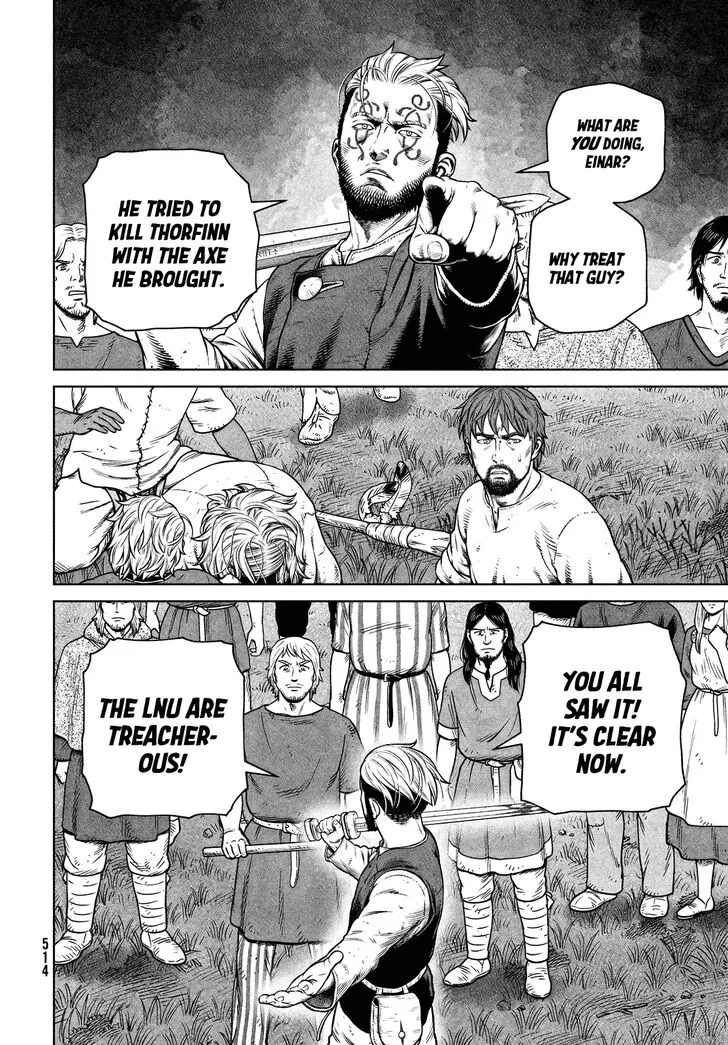 WHAT ARE
YOU DOING,
EINAR?
WHY TREAT
THAT GUY?
HE TRIED TO
KILL THORFINN
WITH THE AXE
HE BROUGHT.
YOU ALL
SAW IT!
IT'S CLEAR
NOW.
THE LNU ARE
TREACHER-
OUS!
514